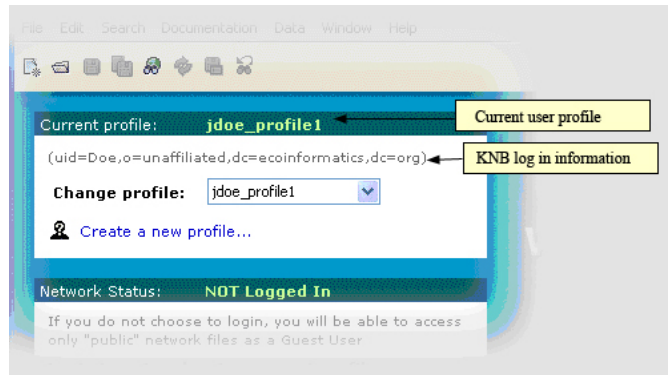 File Edit Search Documentation Data Window Help
Current profile: jdoe_profile1
Current user profile
(uid=Doe,o=unaffiliated,dc=ecoinformatics,dc=org)
KNB log in information
Change profile: jdoe_profile1
Create a new profile...
Network Status: NOT Logged In
If you do not choose to login, you will be able to access
only "public" network files as a Guest User